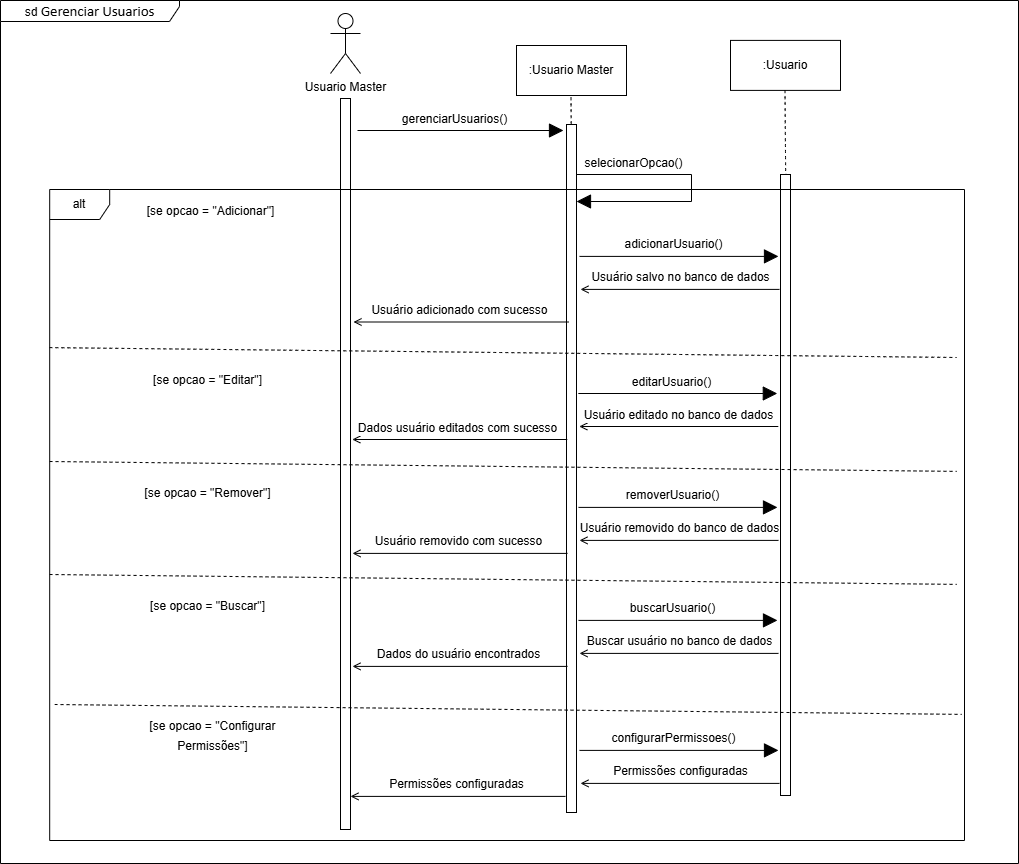 sd Gerenciar Usuarios
Usuario Master
:Usuario Master
:Usuario
gerenciarUsuarios()
selecionarOpcao()
alt
[se opcao = "Adicionar"]
adicionarUsuario()
Usuário salvo no banco de dados
Usuário adicionado com sucesso
[se opcao = "Editar"]
editarUsuario()
Usuário editado no banco de dados
Dados usuário editados com sucesso
[se opcao = "Remover"]
removerUsuario()
Usuário removido do banco de dados
Usuário removido com sucesso
[se opcao = "Buscar"]
buscarUsuario()
Buscar usuário no banco de dados
Dados do usuário encontrados
[se opcao = "Configurar
Permissões"]
configurarPermissoes()
Permissões configuradas
Permissões configuradas